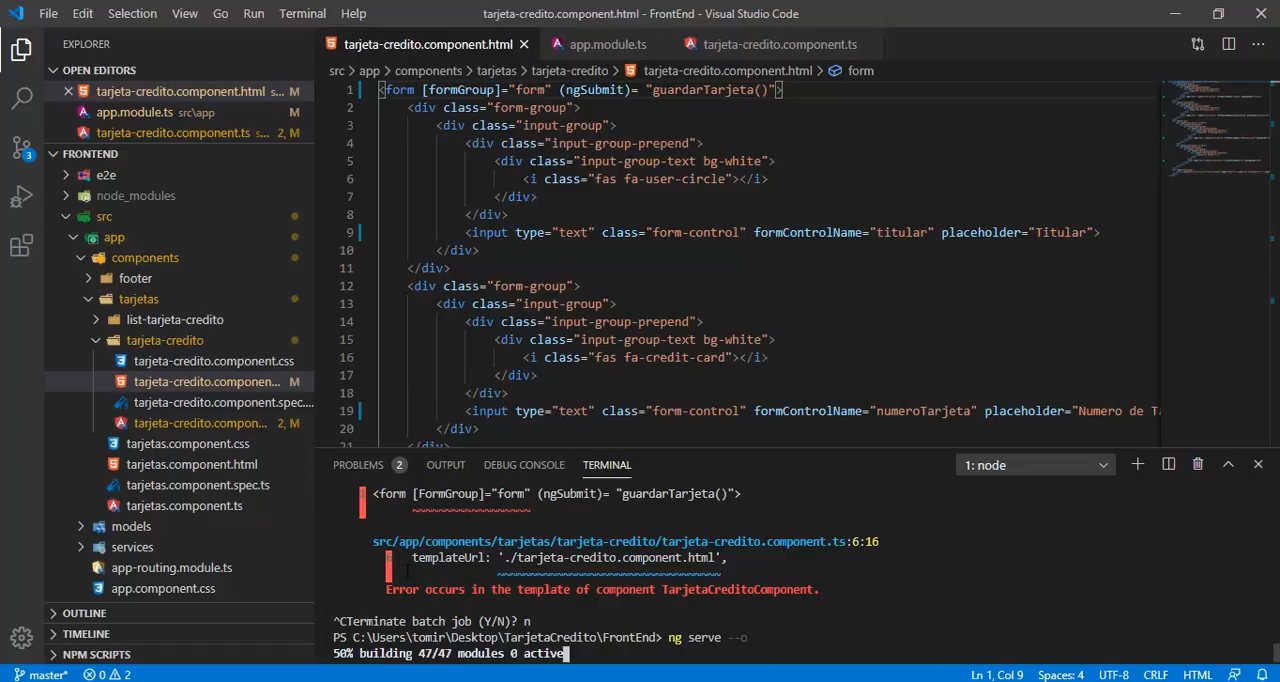 File Edit Selection View Go Run Terminal Help tarjeta-credito.component.html - FrontEnd - Visual Studio Code
EXPLORER
OPEN EDITORS
tarjeta-credito.component.html s... M
app.module.ts src\app M
tarjeta-credito.component.ts s... 2, M
FRONTEND
e2e
node_modules
src
app
components
footer
tarjetas
list-tarjeta-credito
tarjeta-credito
tarjeta-credito.component.css
tarjeta-credito.componen... M
tarjeta-credito.component.spec....
tarjeta-credito.compon... 2, M
tarjetas.component.css
tarjetas.component.html
tarjetas.component.spec.ts
tarjetas.component.ts
models
services
app-routing.module.ts
app.component.css
OUTLINE
TIMELINE
NPM SCRIPTS
3
tarjeta-credito.component.html app.module.ts tarjeta-credito.component.ts
src > app > components > tarjetas > tarjeta-credito > tarjeta-credito.component.html > form
1 <form [formGroup]="form" (ngSubmit)= "guardarTarjeta()">
2 <div class="form-group">
3 <div class="input-group">
4 <div class="input-group-prepend">
5 <div class="input-group-text bg-white">
6 <i class="fas fa-user-circle"></i>
7 </div>
8 </div>
9 <input type="text" class="form-control" formControlName="titular" placeholder="Titular">
10 </div>
11 </div>
12 <div class="form-group">
13 <div class="input-group">
14 <div class="input-group-prepend">
15 <div class="input-group-text bg-white">
16 <i class="fas fa-credit-card"></i>
17 </div>
18 </div>
19 <input type="text" class="form-control" formControlName="numeroTarjeta" placeholder="Numero de Ta
20 </div>
21 </div>
PROBLEMS 2 OUTPUT DEBUG CONSOLE TERMINAL 1: node
<form [FormGroup]="form" (ngSubmit)= "guardarTarjeta()">
src/app/components/tarjetas/tarjeta-credito/tarjeta-credito.component.ts:6:16
templateUrl: './tarjeta-credito.component.html',
Error occurs in the template of component TarjetaCreditoComponent.
^CTerminate batch job (Y/N)? n
PS C:\Users\tomir\Desktop\TarjetaCredito\FrontEnd> ng serve --o
50% building 47/47 modules 0 active
master* 0 2 Ln 1, Col 9 Spaces: 4 UTF-8 CRLF HTML